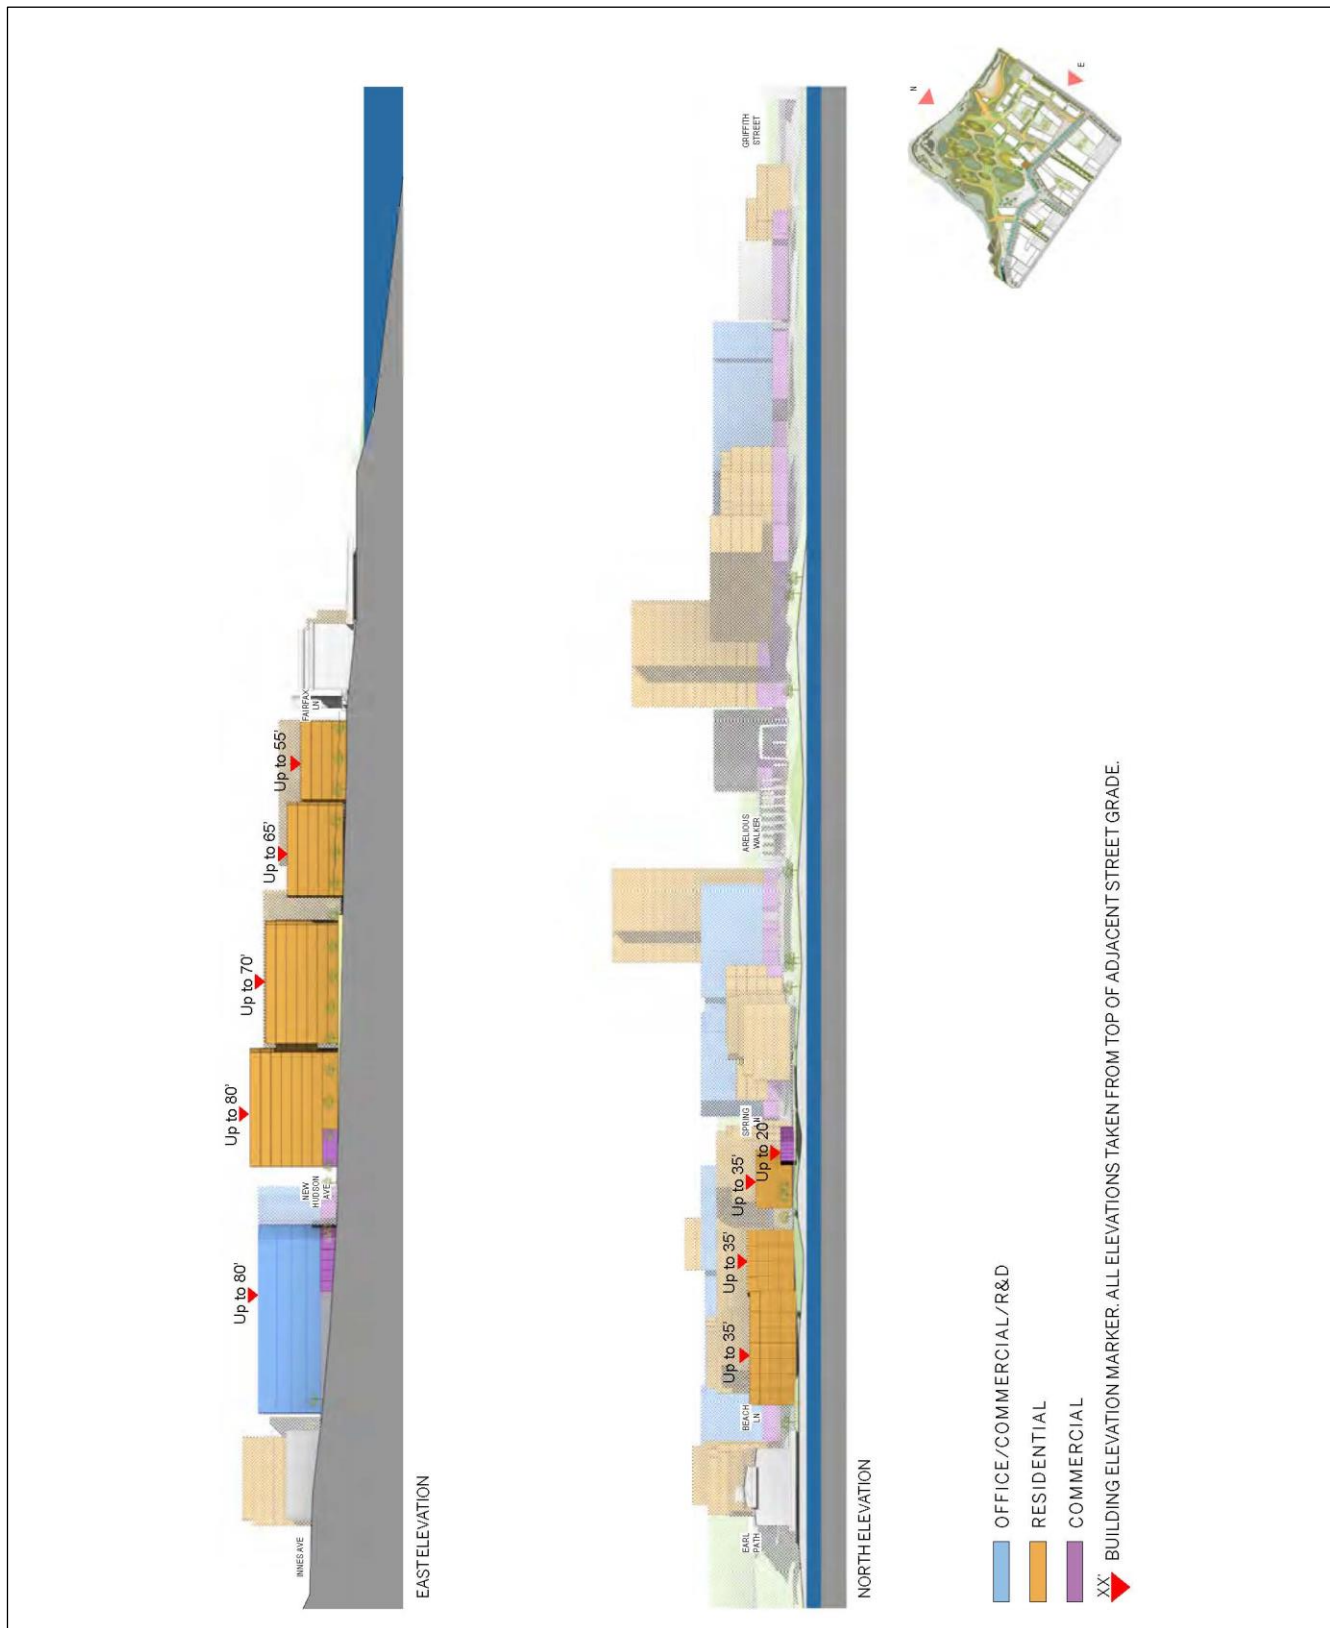 INNES AVE
Up to 80'
NEW
HUDSON
AVE
Up to 80'
Up to 70'
Up to 65'
Up to 55'
FAIRFAX
LN
EAST ELEVATION
EARL
PATH
BEACH
LN
Up to 35'
Up to 35'
Up to 35'
Up to 20'
SPRING
LN
ARELIOUS
WALKER
GRIFFITH
STREET
NORTH ELEVATION
N
E
OFFICE/COMMERCIAL/R&D
RESIDENTIAL
COMMERCIAL
XX' BUILDING ELEVATION MARKER. ALL ELEVATIONS TAKEN FROM TOP OF ADJACENT STREET GRADE.